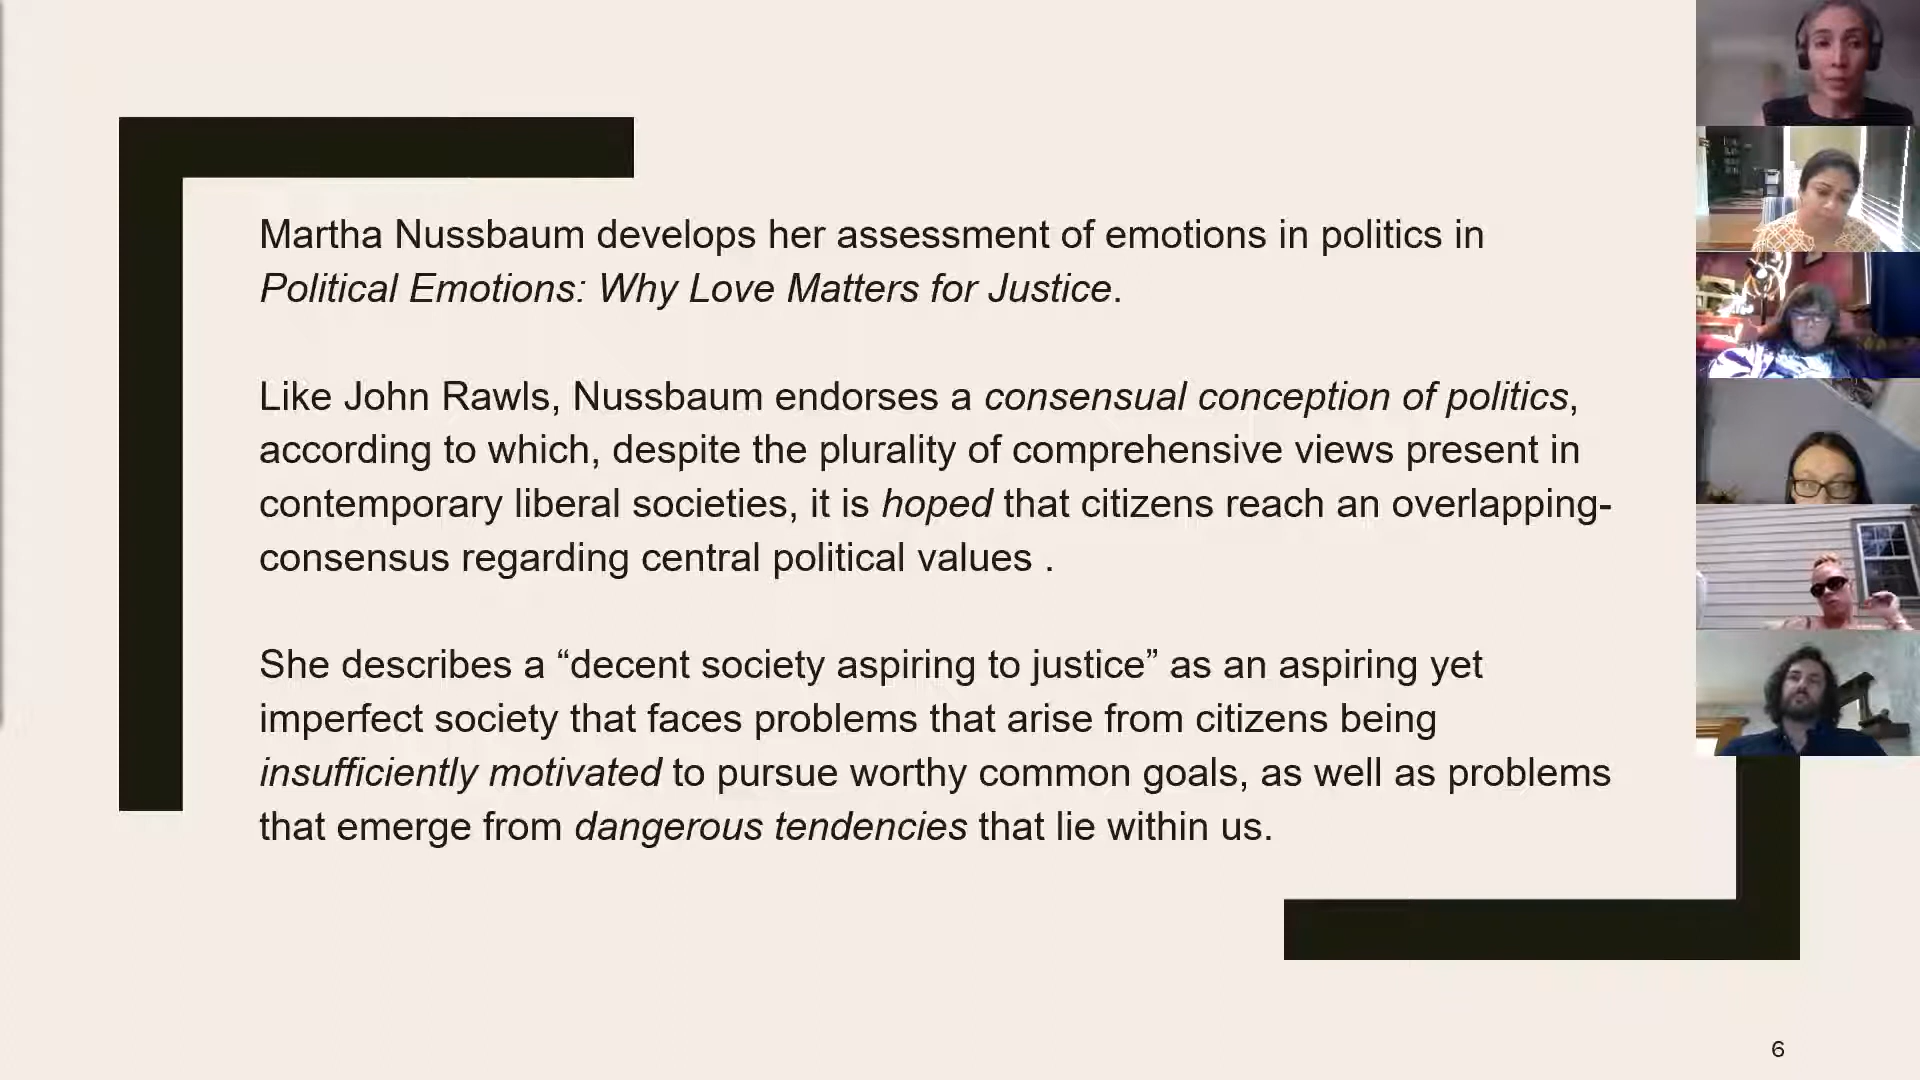 Martha Nussbaum develops her assessment of emotions in politics in
Political Emotions: Why Love Matters for Justice.
Like John Rawls, Nussbaum endorses a consensual conception of politics,
according to which, despite the plurality of comprehensive views present in
contemporary liberal societies, it is hoped that citizens reach an overlapping-
consensus regarding central political values .
She describes a “decent society aspiring to justice” as an aspiring yet
imperfect society that faces problems that arise from citizens being
insufficiently motivated to pursue worthy common goals, as well as problems
that emerge from dangerous tendencies that lie within us.
6